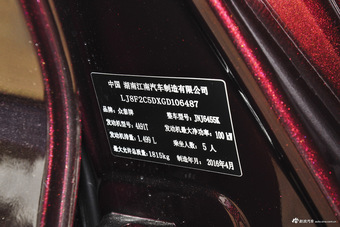 中国 湖南江南汽车制造有限公司
LJ8F2C5DXGD106487
品牌: 众泰牌 整车型号: JNJ6455K
发动机型号: 4A91T 发动机最大净功率: 100 kW
发动机排量: 1.499 L 乘坐人数: 5 人
最大允许总质量: 1815kg 制造年月: 2016年4月